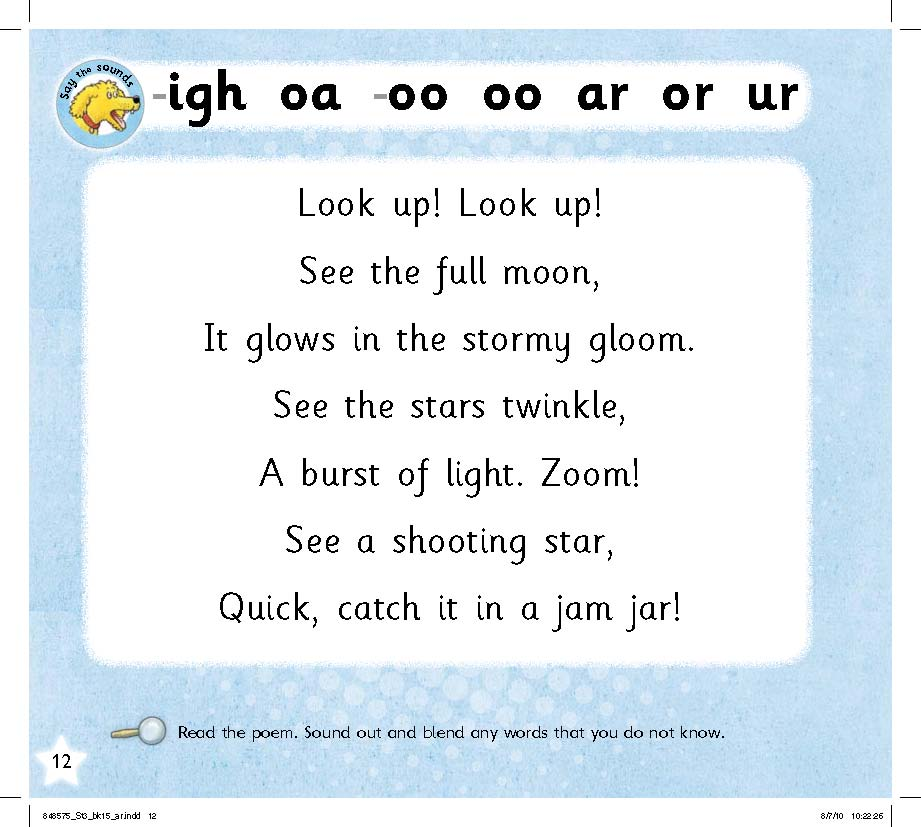 Say the sounds
-igh oa -oo oo ar or ur
Look up! Look up!
See the full moon,
It glows in the stormy gloom.
See the stars twinkle,
A burst of light. Zoom!
See a shooting star,
Quick, catch it in a jam jar!
Read the poem. Sound out and blend any words that you do not know.
12
848575_St3_bk15_ar.indd 12
8/7/10 10:22:26